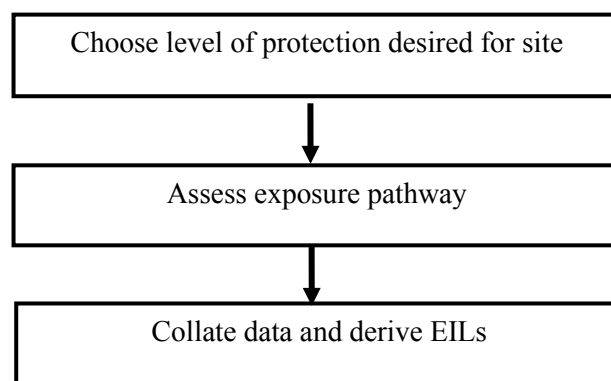 Choose level of protection desired for site
Assess exposure pathway
Collate data and derive EILs